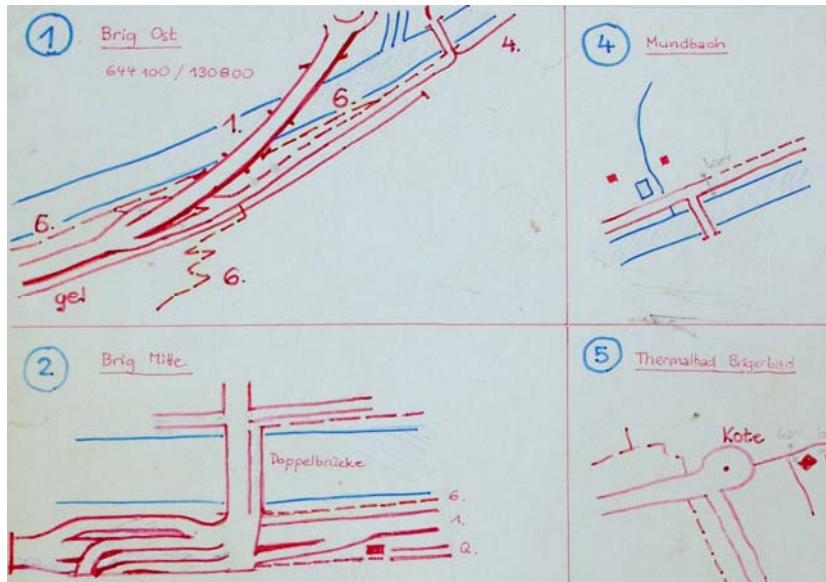 1.
Brig Ost
644 100 / 130 800
1.
6.
4.
6.
6.
gel
4
Mundbach
2.
Brig Mitte
Doppelbrücke
6.
1.
Q.
5
Thermalbad Brigerbad
Kote